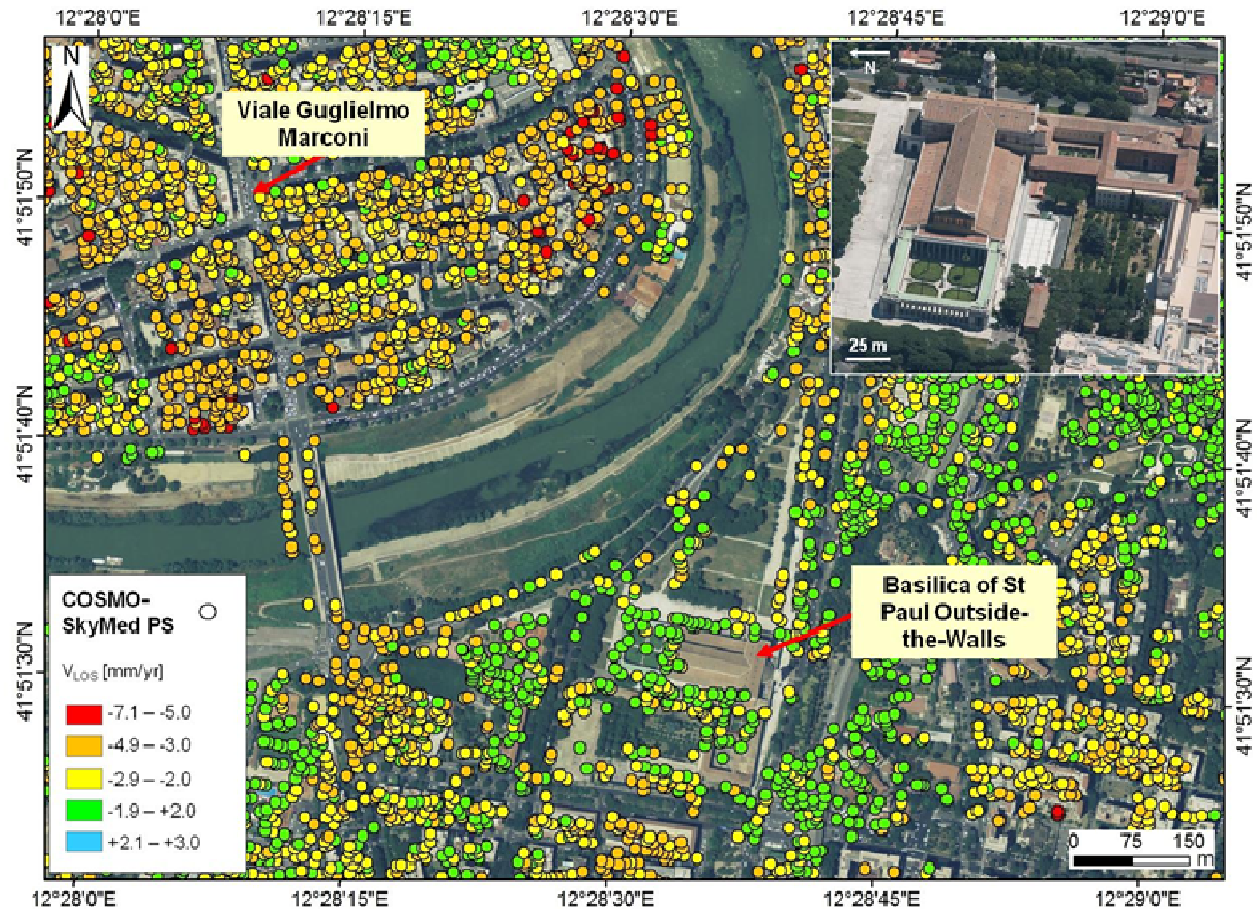 12°28'0"E 12°28'15"E 12°28'30"E 12°28'45"E 12°29'0"E
N
Viale Guglielmo
Marconi
N
25 m
41°51'50"N
41°51'50"N
41°51'40"N
41°51'40"N
Basilica of St
Paul Outside-
the-Walls
COSMO-
SkyMed PS
V_LOS [mm/yr]
-7.1 – -5.0
-4.9 – -3.0
-2.9 – -2.0
-1.9 – +2.0
+2.1 – +3.0
41°51'30"N
41°51'30"N
0 75 150
m
12°28'0"E 12°28'15"E 12°28'30"E 12°28'45"E 12°29'0"E